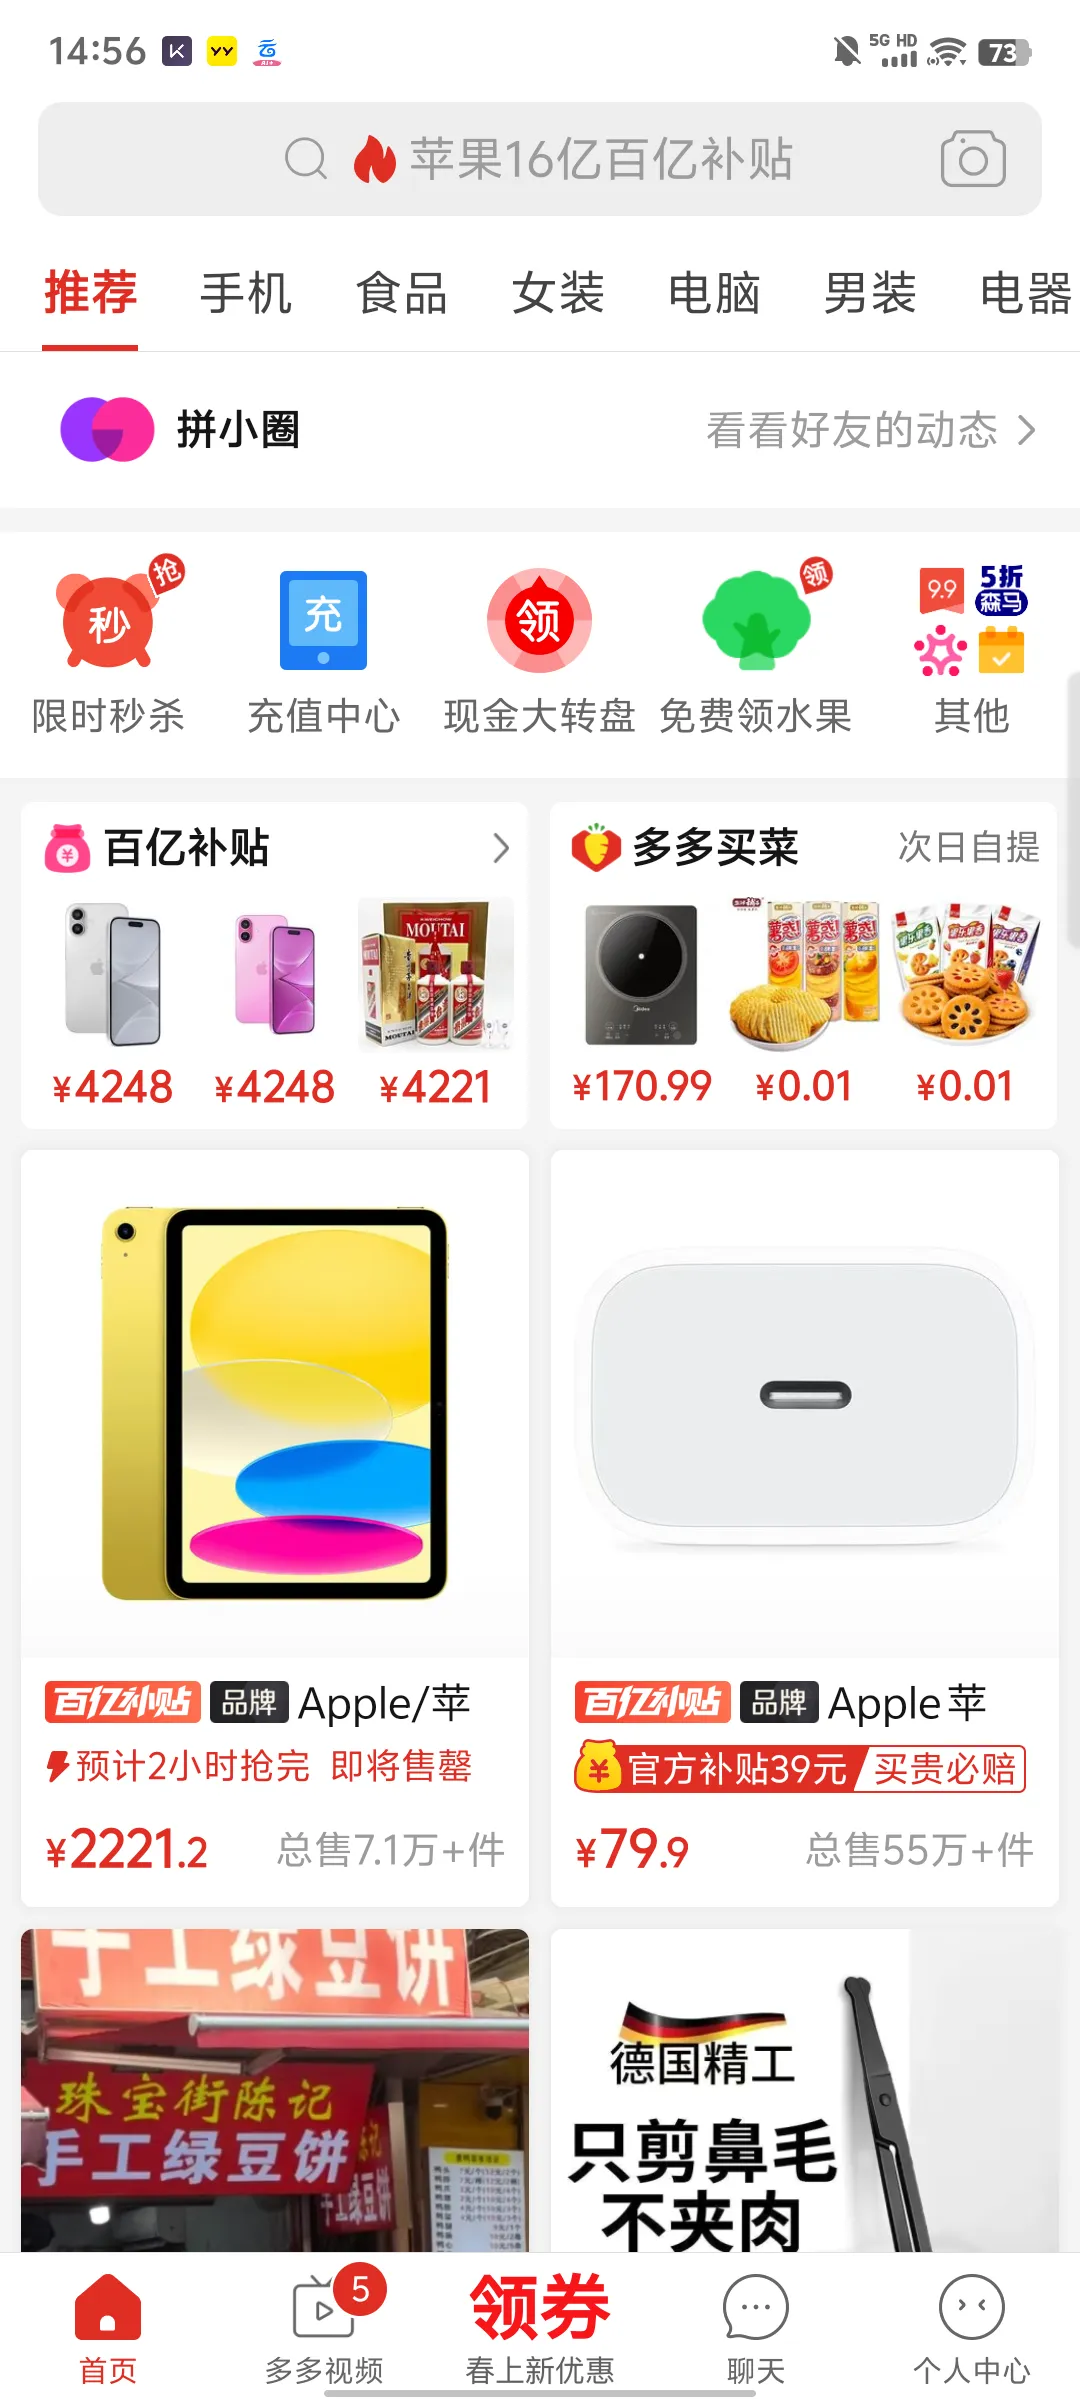 14:56
5G HD
73
苹果16亿百亿补贴
推荐 手机 食品 女装 电脑 男装 电器
拼小圈
看看好友的动态
秒 抢
充
领
领
9.9
5折
森马
限时秒杀 充值中心 现金大转盘 免费领水果 其他
百亿补贴
MOUTAI
¥4248 ¥4248 ¥4221
多多买菜 次日自提
¥170.99 ¥0.01 ¥0.01
百亿补贴 品牌 Apple/苹
预计2小时抢完 即将售罄
¥2221.2 总售7.1万+件
百亿补贴 品牌 Apple 苹
官方补贴39元 买贵必赔
¥79.9 总售55万+件
手工绿豆饼
珠宝街陈记
手工绿豆饼
德国精工
只剪鼻毛
不夹肉
首页
5
多多视频
领券
春上新优惠
聊天
个人中心